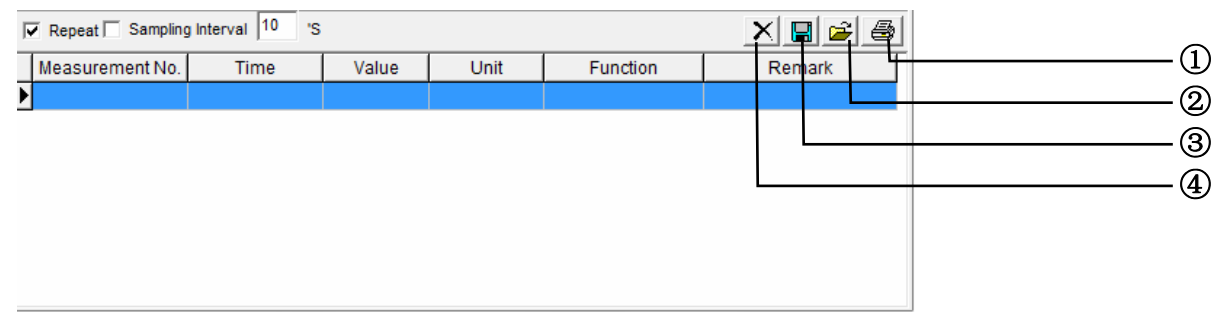 Repeat Sampling Interval 10 "S
Measurement No. Time Value Unit Function Remark
①
②
③
④